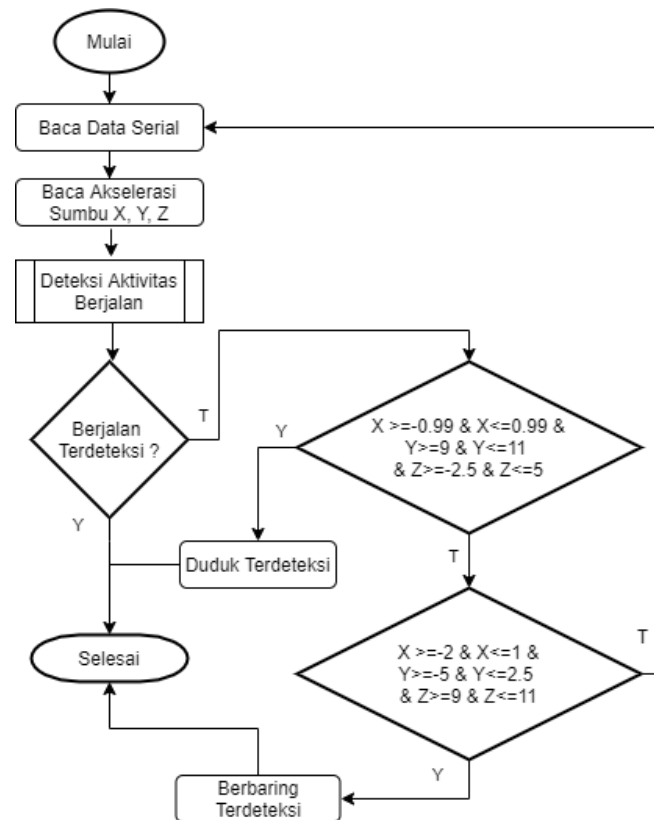 Mulai
Baca Data Serial
Baca Akselerasi
Sumbu X, Y, Z
Deteksi Aktivitas
Berjalan
Berjalan
Terdeteksi ?
T
Y
X >=-0.99 & X<=0.99 &
Y>=9 & Y<=11
& Z>=-2.5 & Z<=5
Y
T
Duduk Terdeteksi
X >=-2 & X<=1 &
Y>=-5 & Y<=2.5
& Z>=9 & Z<=11
T
Y
Berbaring
Terdeteksi
Selesai